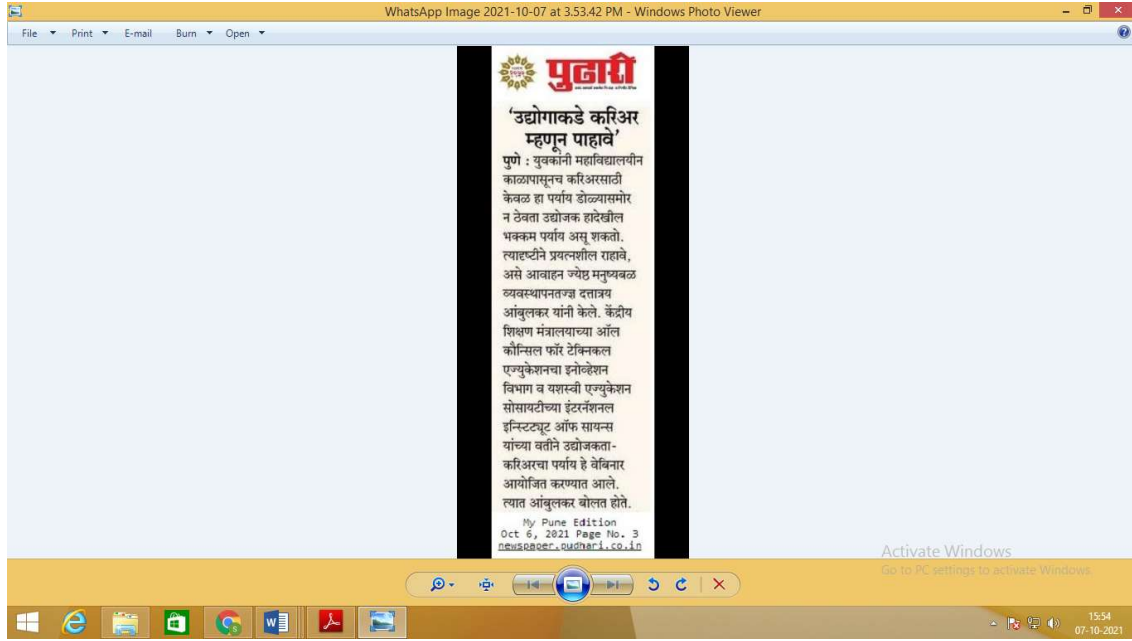 WhatsApp Image 2021-10-07 at 3.53.42 PM - Windows Photo Viewer
File Print E-mail Burn Open
पुढारी
‘उद्योगाकडे करिअर
म्हणून पाहावे’
पुणे : युवकांनी महाविद्यालयीन
काळापासूनच करिअरसाठी
केवळ हा पर्याय डोळ्यासमोर
न ठेवता उद्योजक हादेखील
भक्कम पर्याय असू शकतो.
त्यादृष्टीने प्रयत्नशील राहावे,
असे आवाहन ज्येष्ठ मनुष्यबळ
व्यवस्थापनतज्ज्ञ दत्तात्रय
आंबुलकर यांनी केले. केंद्रीय
शिक्षण मंत्रालयाच्या ऑल
कौन्सिल फॉर टेक्निकल
एज्युकेशनचा इनोव्हेशन
विभाग व यशस्वी एज्युकेशन
सोसायटीच्या इंटरनॅशनल
इन्स्टिट्यूट ऑफ सायन्स
यांच्या वतीने उद्योजकता-
करिअरचा पर्याय हे वेबिनार
आयोजित करण्यात आले.
त्यात आंबुलकर बोलत होते.
My Pune Edition
Oct 6, 2021 Page No. 3
newspaper.pudhari.co.in
Activate Windows
Go to PC settings to activate Windows.
15:54
07-10-2021